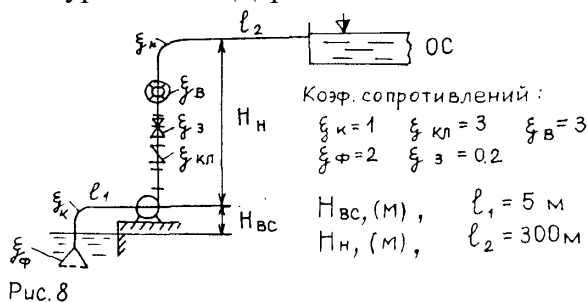 l₂
ξк
ОС
ξв
Hн
ξз
ξкл
Коэф. сопротивлений:
ξк=1 ξкл=3 ξв=3
ξф=2 ξз=0.2
ξк
l₁
Hвс
Hвс, (м), l₁ = 5 м
Hн, (м), l₂ = 300м
ξф
Рис. 8